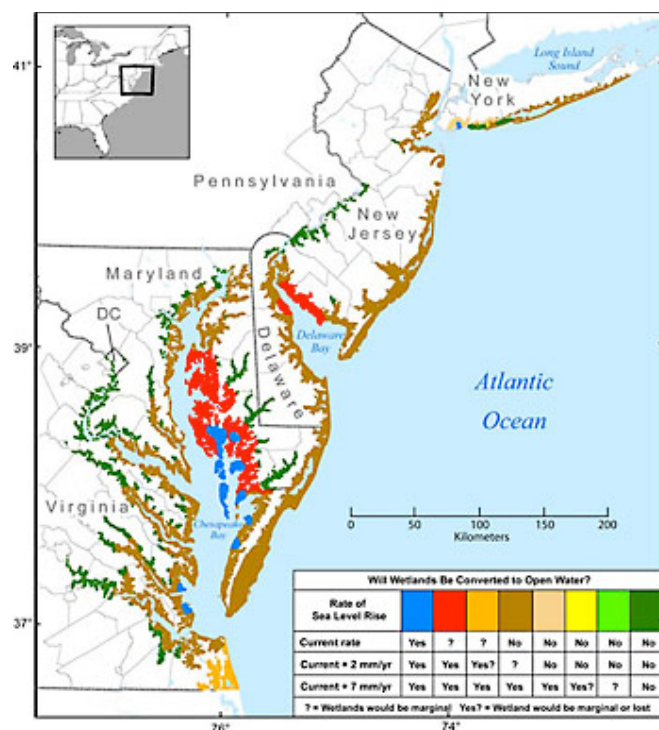 41°
Long Island
Sound
New
York
Pennsylvania
New
Jersey
Maryland
DC
39°
Delaware
Bay
Delaware
Atlantic
Ocean
Virginia
Chesapeake
Bay
0 50 100 150 200
Kilometers
37°
76° 74°
Will Wetlands Be Converted to Open Water?
Rate of
Sea Level Rise
Current rate Yes ? ? No No No No No
Current + 2 mm/yr Yes Yes Yes? ? No No No No
Current + 7 mm/yr Yes Yes Yes Yes Yes Yes? ? No
? = Wetlands would be marginal Yes? = Wetland would be marginal or lost